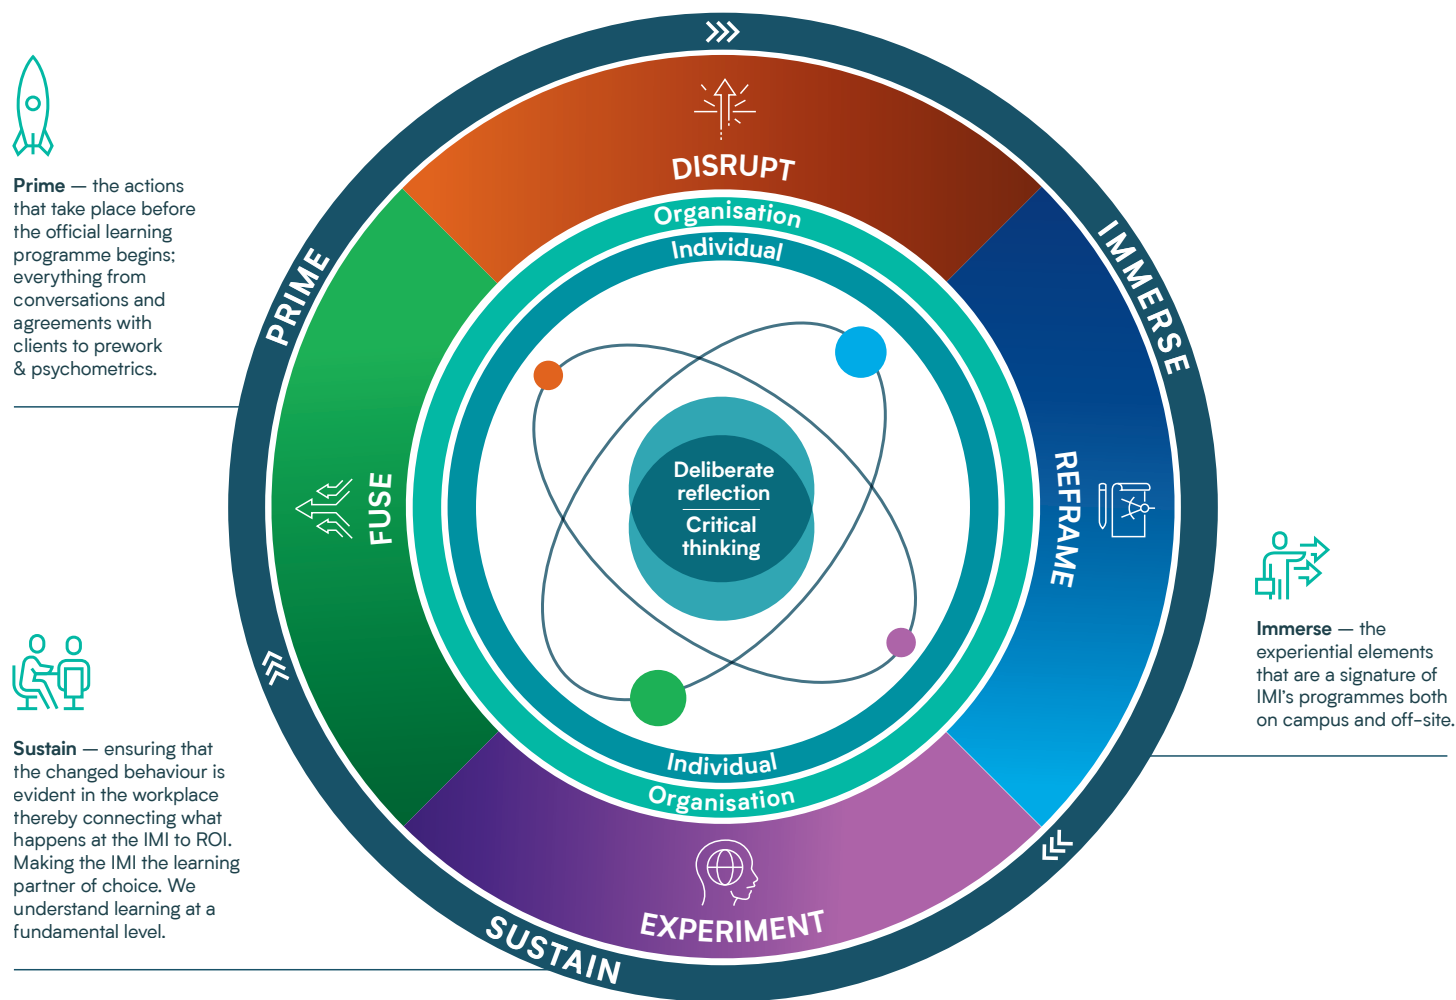 Prime — the actions
that take place before
the official learning
programme begins;
everything from
conversations and
agreements with
clients to prework
& psychometrics.
Sustain — ensuring that
the changed behaviour is
evident in the workplace
thereby connecting what
happens at the IMI to ROI.
Making the IMI the learning
partner of choice. We
understand learning at a
fundamental level.
PRIME
IMMERSE
SUSTAIN
DISRUPT
REFRAME
EXPERIMENT
FUSE
Organisation
Individual
Deliberate
reflection
Critical
thinking
Individual
Organisation
Immerse — the
experiential elements
that are a signature of
IMI's programmes both
on campus and off-site.